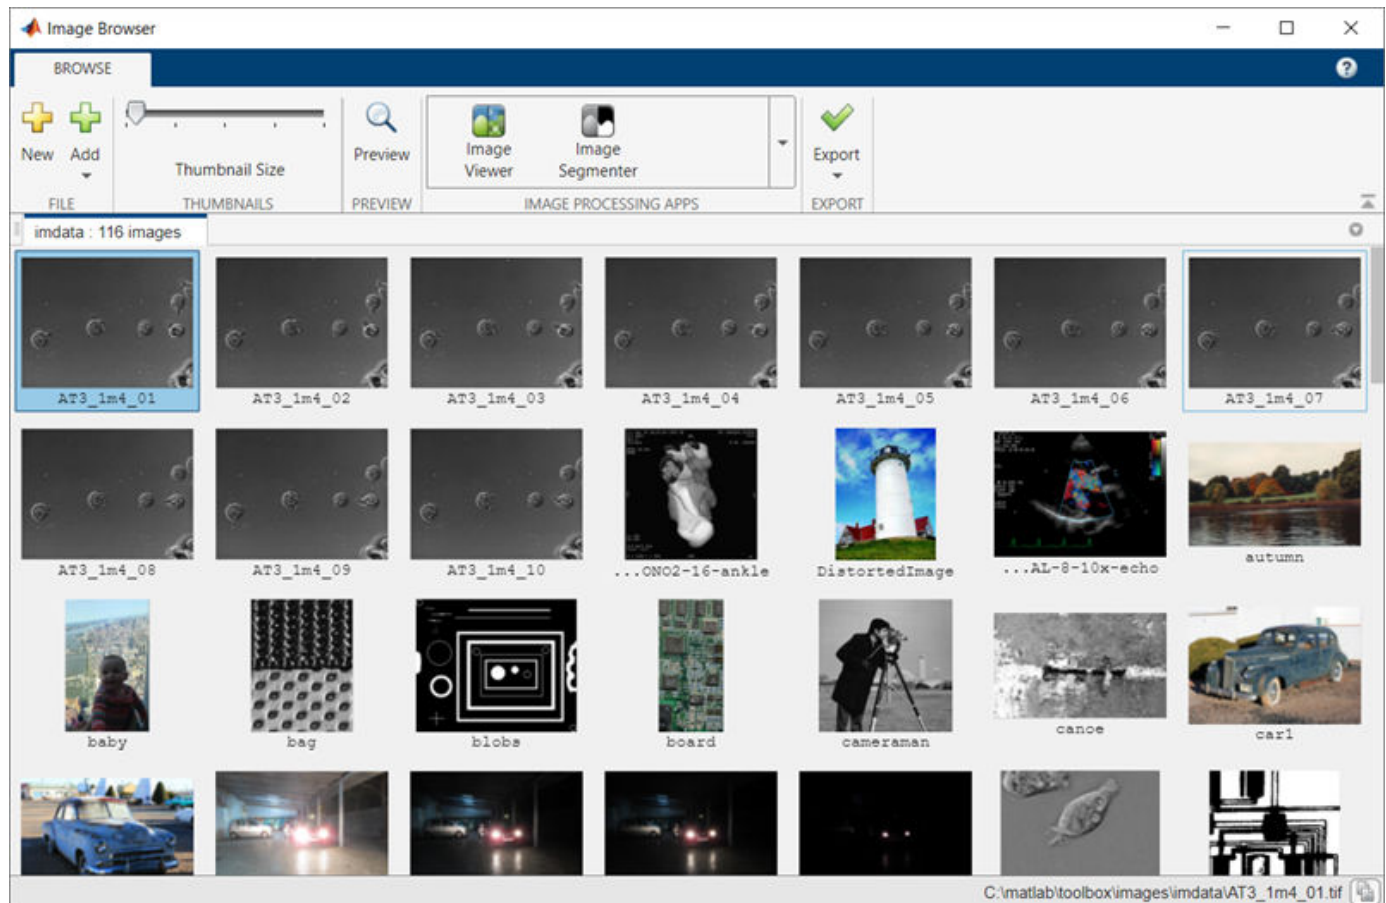 Image Browser
BROWSE
New Add
Thumbnail Size
Preview
Image Viewer
Image Segmenter
Export
FILE THUMBNAILS PREVIEW IMAGE PROCESSING APPS EXPORT
imdata : 116 images
AT3_1m4_01 AT3_1m4_02 AT3_1m4_03 AT3_1m4_04 AT3_1m4_05 AT3_1m4_06 AT3_1m4_07
AT3_1m4_08 AT3_1m4_09 AT3_1m4_10 ...ONO2-16-ankle DistortedImage ...AL-8-10x-echo autumn
baby bag blobs board cameraman canoe car1
C:\matlab\toolbox\images\imdata\AT3_1m4_01.tif